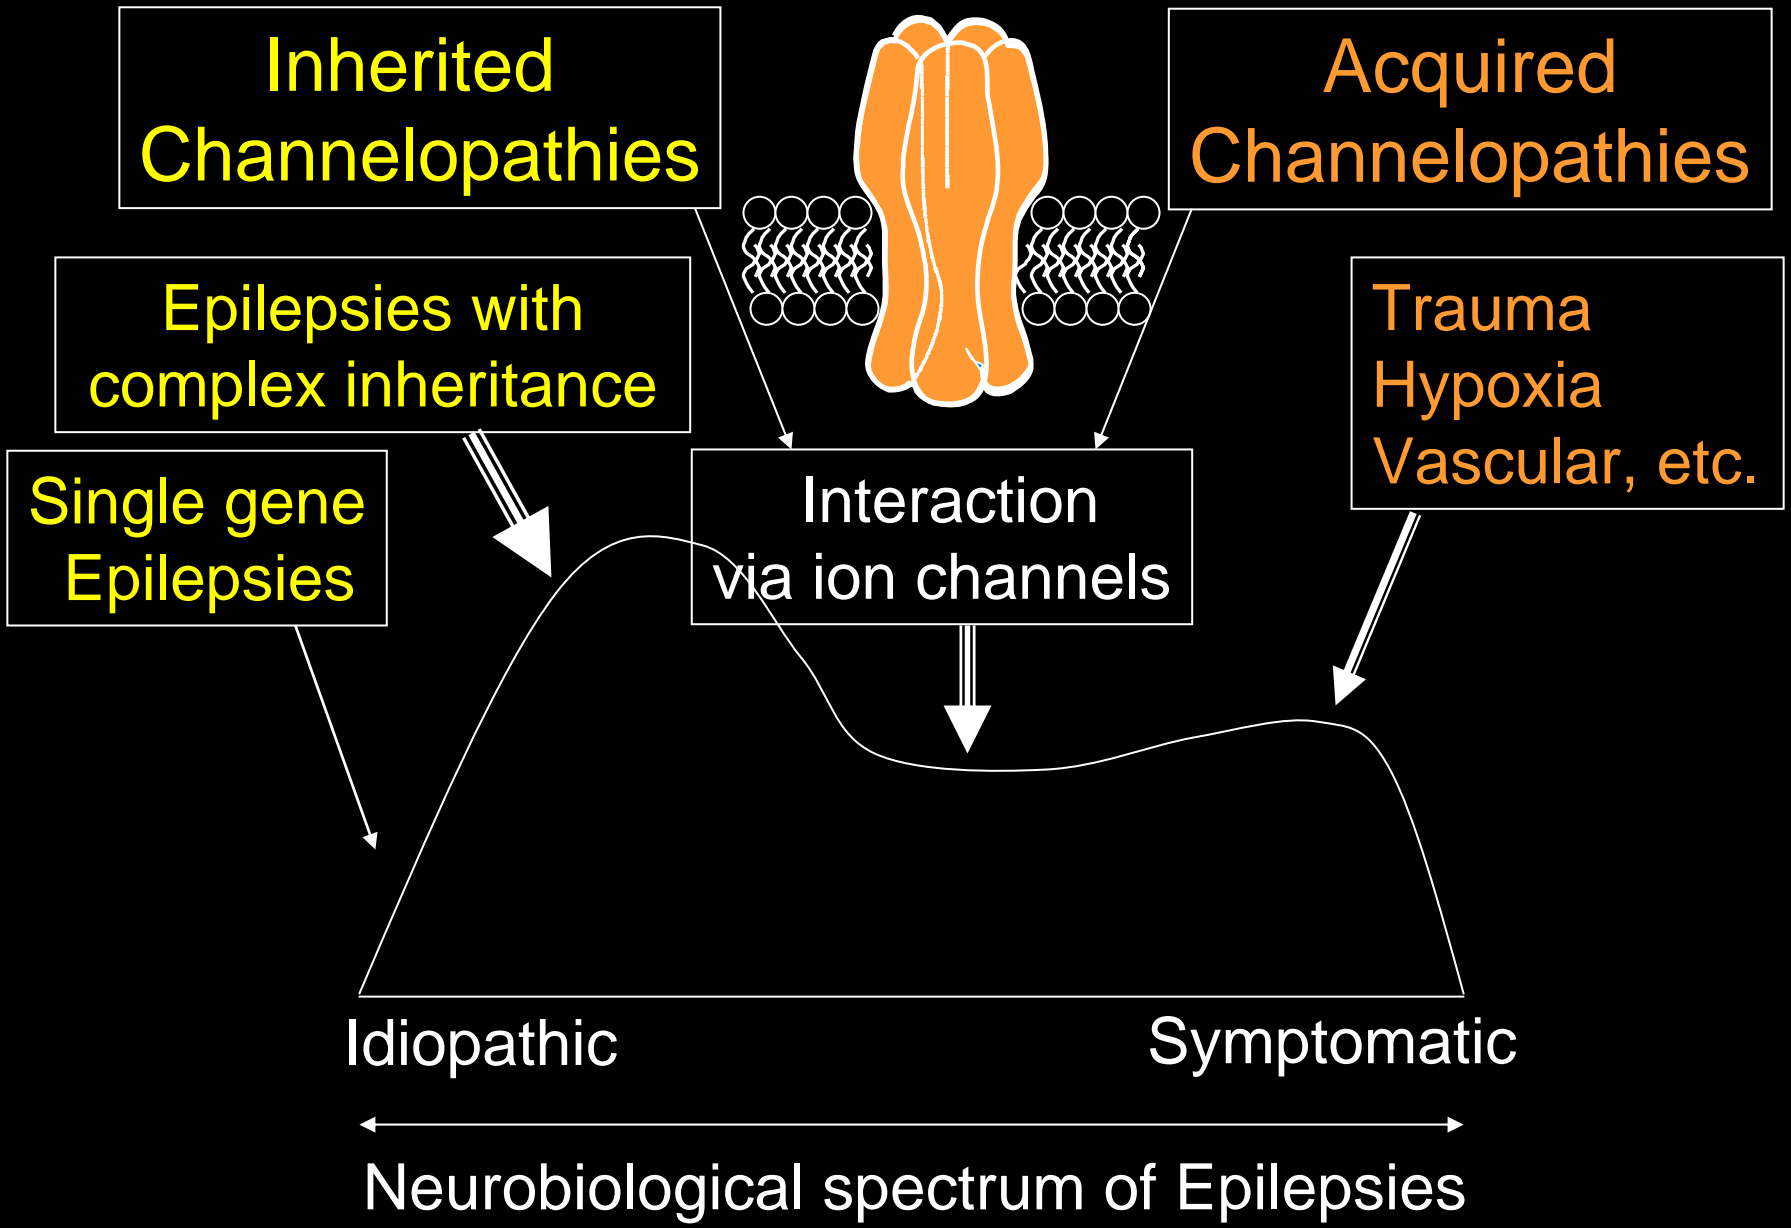 Inherited
Channelopathies
Acquired
Channelopathies
Epilepsies with
complex inheritance
Trauma
Hypoxia
Vascular, etc.
Single gene
Epilepsies
Interaction
via ion channels
Idiopathic
Symptomatic
Neurobiological spectrum of Epilepsies